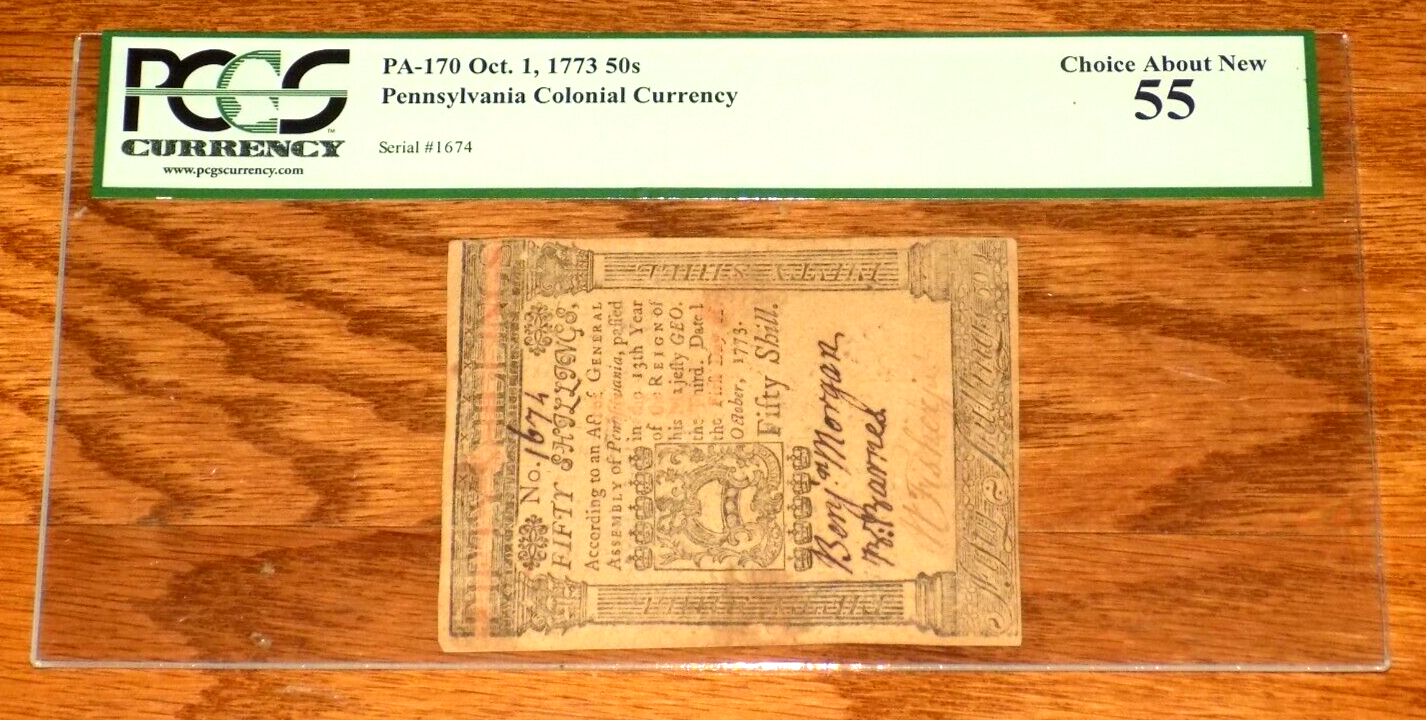 PCGS
CURRENCY
www.pcgscurrency.com
PA-170 Oct. 1, 1773 50s
Pennsylvania Colonial Currency
Serial #1674
Choice About New
55
No. 1674
FIFTY SHILLINGS,
According to an Act of GENERAL
ASSEMBLY of Pennsylvania, passed
in the 13th Year
of the REIGN of
his Majesty GEO.
the Third. Dated
the First Day of
October, 1773.
Fifty Shill.
Benj.a Morgan
B: Barnes
Fifty Shillings